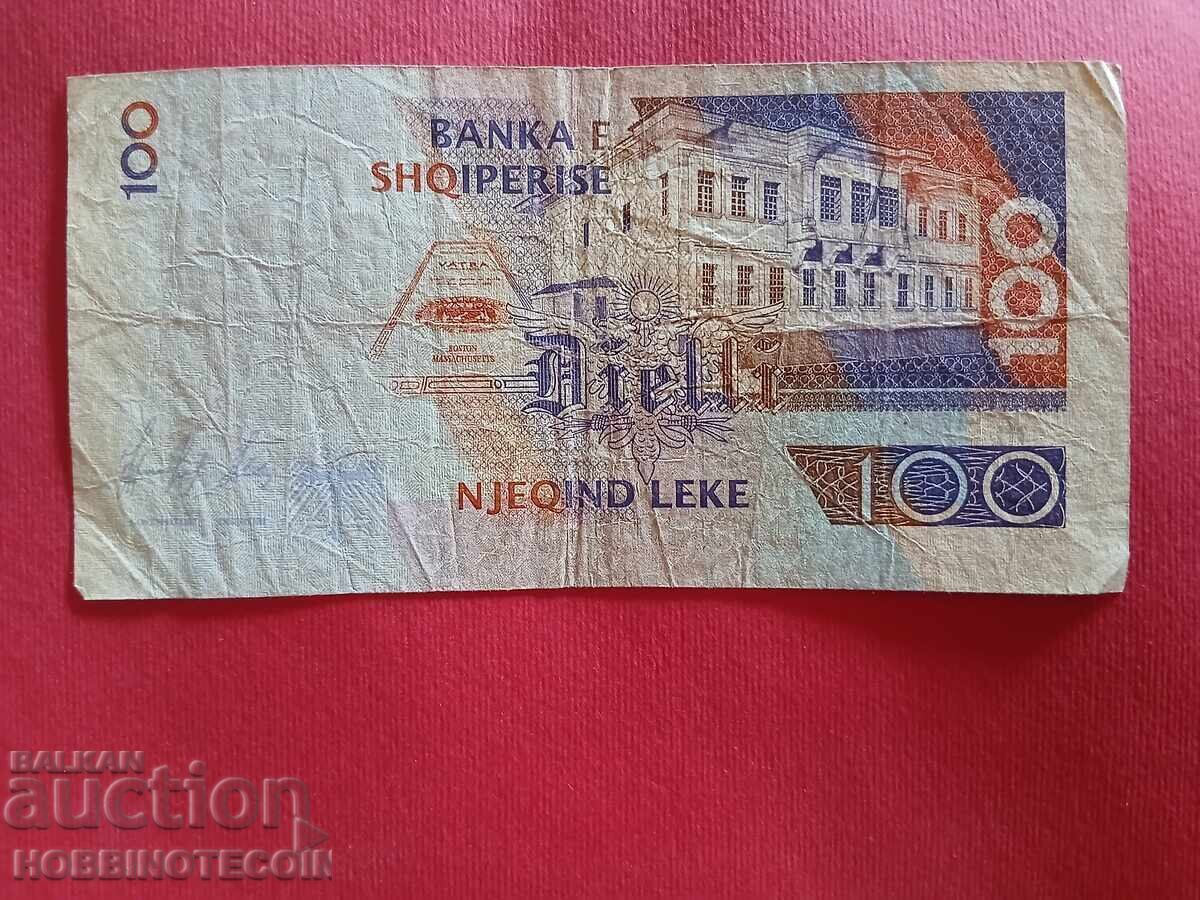 100
BANKA E
SHQIPERISE
VATRA
BOSTON
MASSACHUSETTS
Dielli
100
NJEQIND LEKE
100
BALKAN
auction
HOBBINOTECOIN